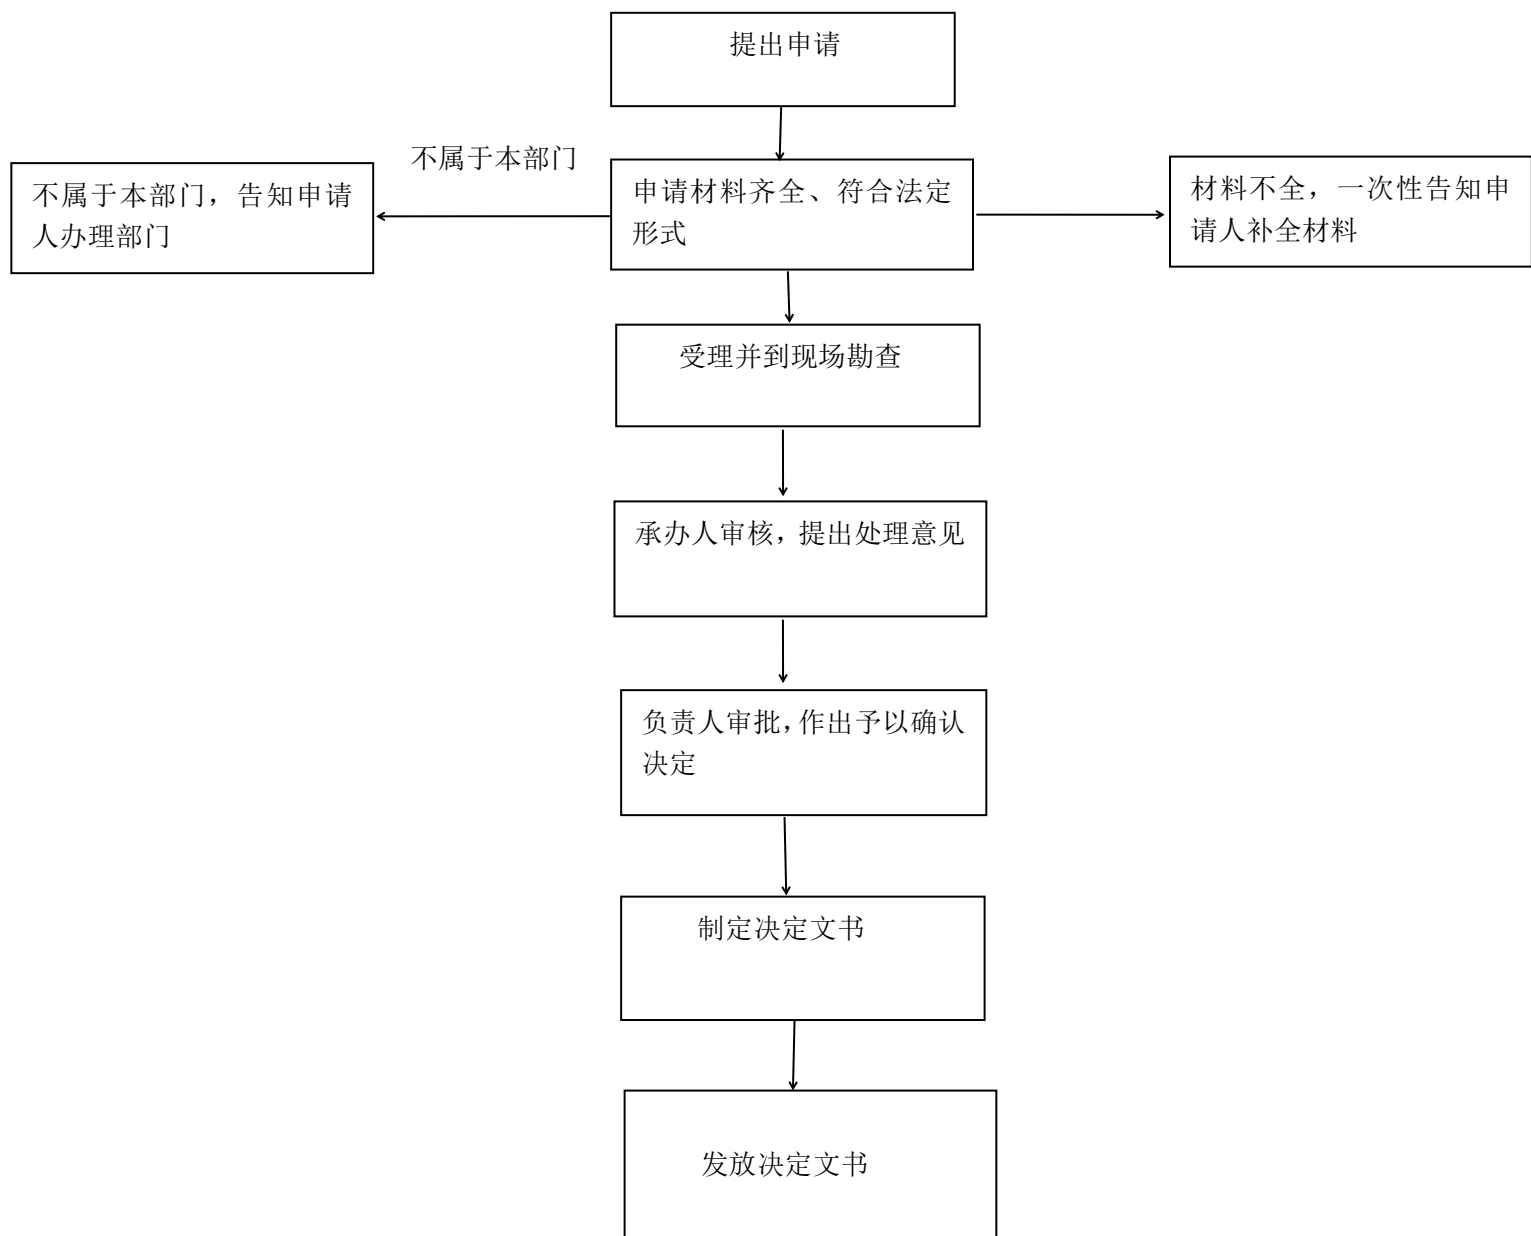 提出申请
不属于本部门
不属于本部门，告知申请
人办理部门
申请材料齐全、符合法定
形式
材料不全，一次性告知申
请人补全材料
受理并到现场勘查
承办人审核，提出处理意见
负责人审批，作出予以确认
决定
制定决定文书
发放决定文书